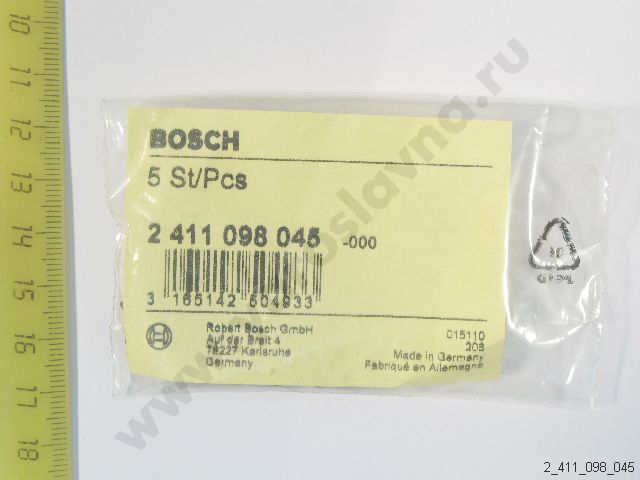 10
11
12
13
14
15
16
17
18
BOSCH
5 St/Pcs
2 411 098 045 -000
3 165142 504933
Robert Bosch GmbH
Auf der Breit 4
76227 Karlsruhe
Germany
015110
Made in Germany
Fabriqué en Allemagne
2_411_098_045